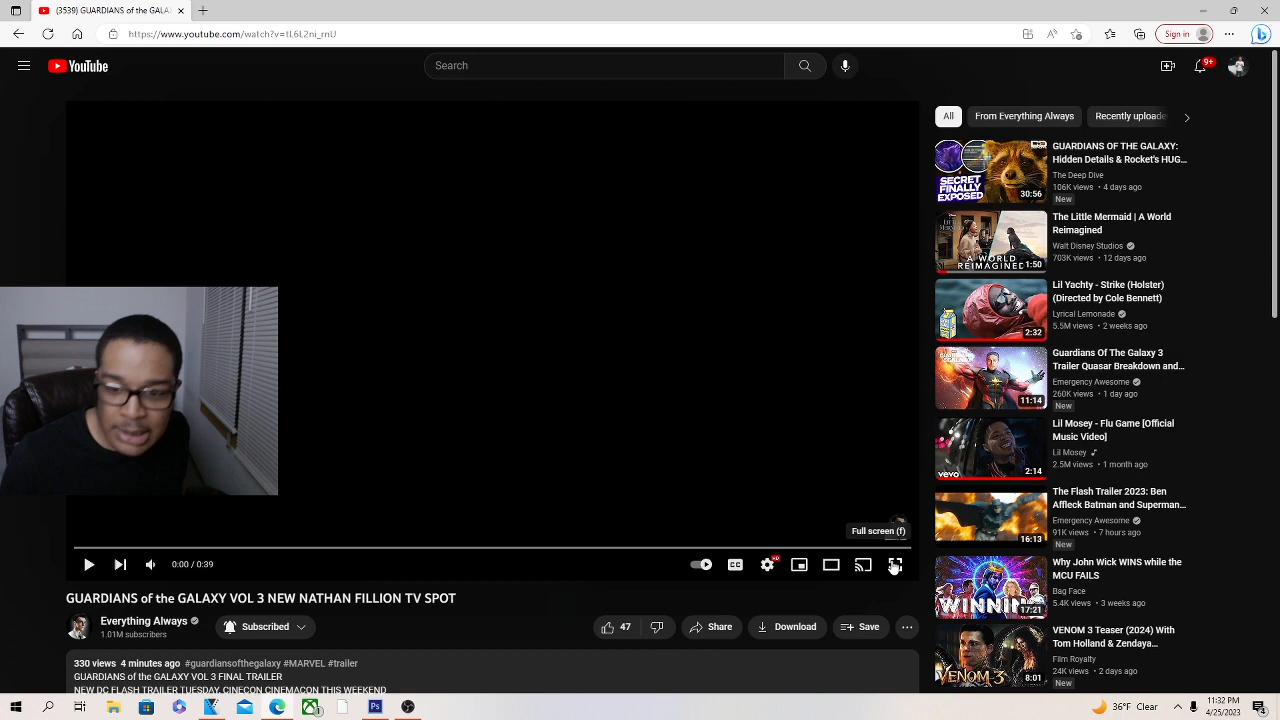 (3539) GUARDIANS of the GALA
https://www.youtube.com/watch?v=tL6L2ni_rnU
Sign in
YouTube
Search
9+
All
From Everything Always
Recently uploade
SECRET
FINALLY
EXPOSED
30:56
GUARDIANS OF THE GALAXY:
Hidden Details & Rocket's HUG...
The Deep Dive
106K views • 4 days ago
New
A WORLD
REIMAGINED
1:50
The Little Mermaid | A World
Reimagined
Walt Disney Studios
703K views • 12 days ago
2:32
Lil Yachty - Strike (Holster)
(Directed by Cole Bennett)
Lyrical Lemonade
5.5M views • 2 weeks ago
11:14
Guardians Of The Galaxy 3
Trailer Quasar Breakdown and...
Emergency Awesome
260K views • 1 day ago
New
vevo
2:14
Lil Mosey - Flu Game [Official
Music Video]
Lil Mosey
2.5M views • 1 month ago
16:13
The Flash Trailer 2023: Ben
Affleck Batman and Superman...
Emergency Awesome
91K views • 7 hours ago
New
WINNIN
17:21
Why John Wick WINS while the
MCU FAILS
Bag Face
5.4K views • 3 weeks ago
VENOM 3
8:01
VENOM 3 Teaser (2024) With
Tom Holland & Zendaya...
Film Royalty
24K views • 2 days ago
New
Full screen (f)
0:00 / 0:39
CC
HD
GUARDIANS of the GALAXY VOL 3 NEW NATHAN FILLION TV SPOT
Everything Always
1.01M subscribers
Subscribed
47
Share
Download
Save
330 views 4 minutes ago #guardiansofthegalaxy #MARVEL #trailer
GUARDIANS of the GALAXY VOL 3 FINAL TRAILER
NEW DC FLASH TRAILER TUESDAY, CINECON CINEMACON THIS WEEKEND
Ps
11:32 PM
4/25/2023